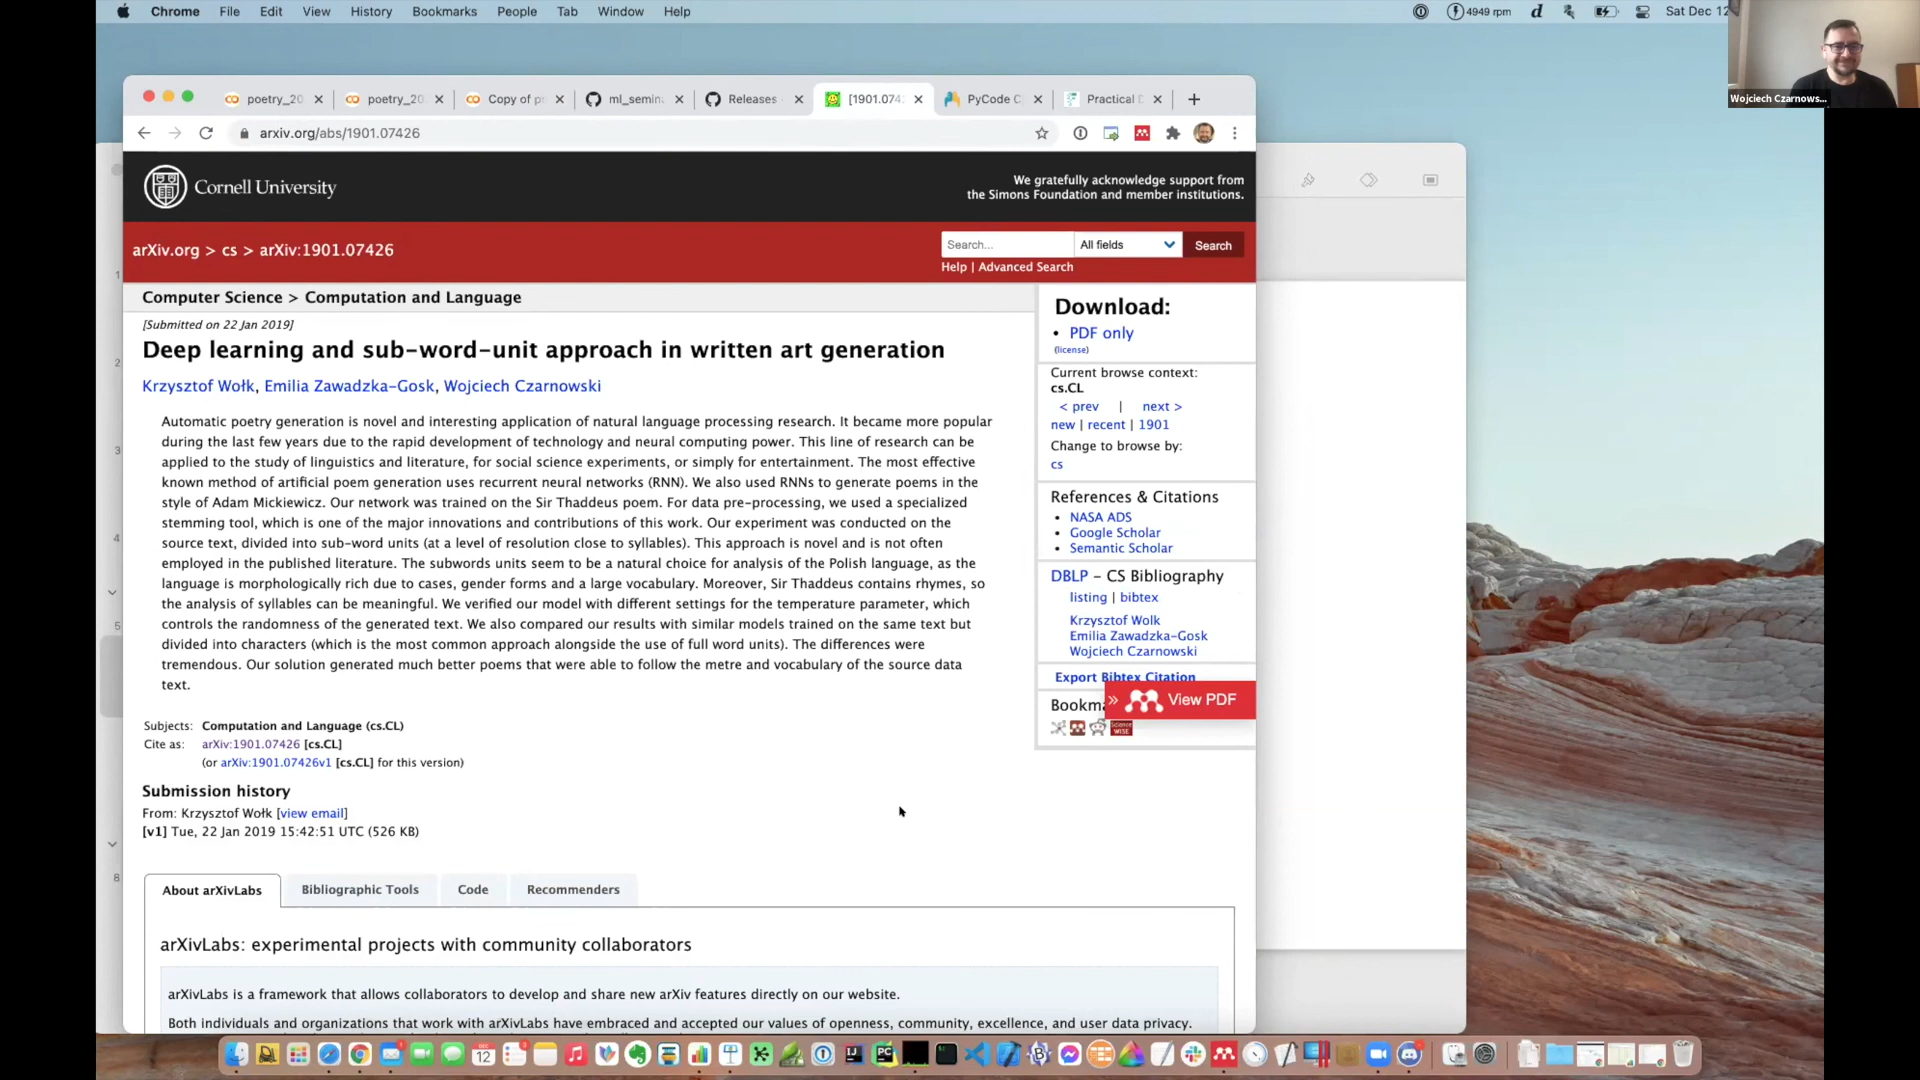 Chrome File Edit View History Bookmarks People Tab Window Help 4949 rpm Sat Dec 12
Wojciech Czarnows...
poetry_20 poetry_20 Copy of p ml_semin Releases [1901.074 PyCode C Practical D
arxiv.org/abs/1901.07426
Cornell University
We gratefully acknowledge support from
the Simons Foundation and member institutions.
arXiv.org > cs > arXiv:1901.07426
Search... All fields Search
Help | Advanced Search
Computer Science > Computation and Language
[Submitted on 22 Jan 2019]
Deep learning and sub-word-unit approach in written art generation
Krzysztof Wołk, Emilia Zawadzka-Gosk, Wojciech Czarnowski
Automatic poetry generation is novel and interesting application of natural language processing research. It became more popular
during the last few years due to the rapid development of technology and neural computing power. This line of research can be
applied to the study of linguistics and literature, for social science experiments, or simply for entertainment. The most effective
known method of artificial poem generation uses recurrent neural networks (RNN). We also used RNNs to generate poems in the
style of Adam Mickiewicz. Our network was trained on the Sir Thaddeus poem. For data pre-processing, we used a specialized
stemming tool, which is one of the major innovations and contributions of this work. Our experiment was conducted on the
source text, divided into sub-word units (at a level of resolution close to syllables). This approach is novel and is not often
employed in the published literature. The subwords units seem to be a natural choice for analysis of the Polish language, as the
language is morphologically rich due to cases, gender forms and a large vocabulary. Moreover, Sir Thaddeus contains rhymes, so
the analysis of syllables can be meaningful. We verified our model with different settings for the temperature parameter, which
controls the randomness of the generated text. We also compared our results with similar models trained on the same text but
divided into characters (which is the most common approach alongside the use of full word units). The differences were
tremendous. Our solution generated much better poems that were able to follow the metre and vocabulary of the source data
text.
Subjects: Computation and Language (cs.CL)
Cite as: arXiv:1901.07426 [cs.CL]
(or arXiv:1901.07426v1 [cs.CL] for this version)
Submission history
From: Krzysztof Wołk [view email]
[v1] Tue, 22 Jan 2019 15:42:51 UTC (526 KB)
Download:
• PDF only
(license)
Current browse context:
cs.CL
< prev | next >
new | recent | 1901
Change to browse by:
cs
References & Citations
• NASA ADS
• Google Scholar
• Semantic Scholar
DBLP - CS Bibliography
listing | bibtex
Krzysztof Wolk
Emilia Zawadzka-Gosk
Wojciech Czarnowski
Export Bibtex Citation
Bookma
» View PDF
About arXivLabs Bibliographic Tools Code Recommenders
arXivLabs: experimental projects with community collaborators
arXivLabs is a framework that allows collaborators to develop and share new arXiv features directly on our website.
Both individuals and organizations that work with arXivLabs have embraced and accepted our values of openness, community, excellence, and user data privacy.
1
2
3
4
5
8